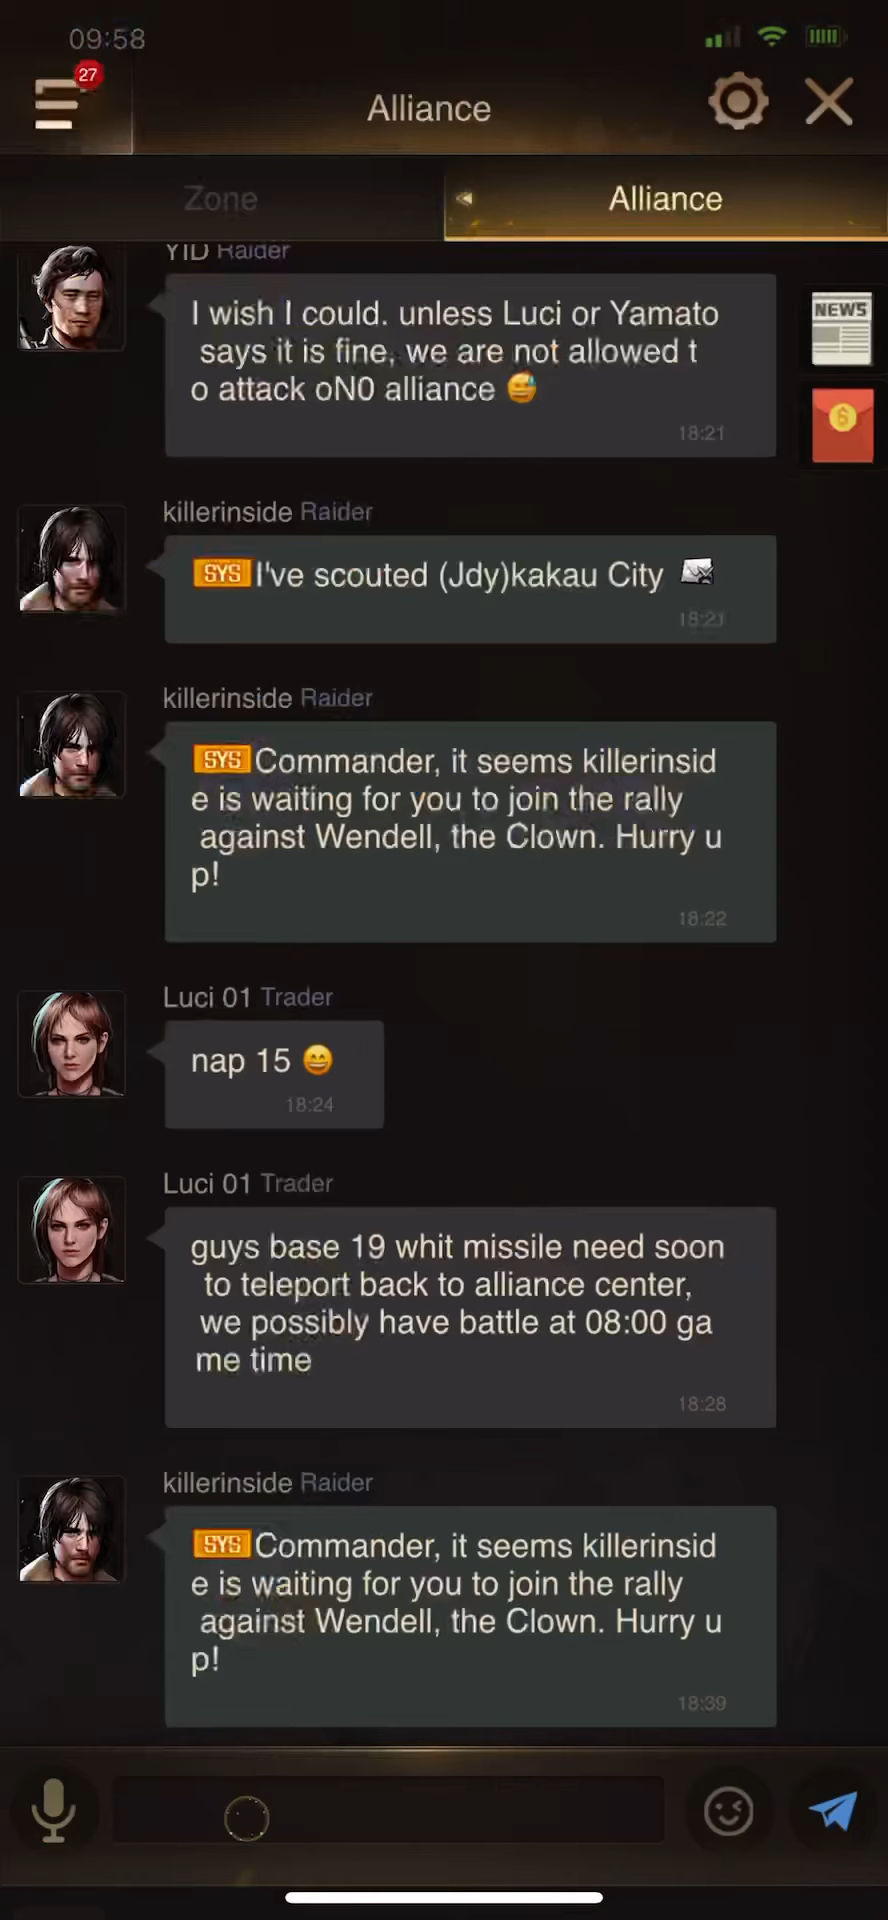 09:58
27
Alliance
Zone
Alliance
YID Raider
NEWS
I wish I could. unless Luci or Yamato
says it is fine, we are not allowed t
o attack oN0 alliance 😅
18:21
killerinside Raider
SYS I've scouted (Jdy)kakau City
18:21
killerinside Raider
SYS Commander, it seems killerinsid
e is waiting for you to join the rally
against Wendell, the Clown. Hurry u
p!
18:22
Luci 01 Trader
nap 15 😄
18:24
Luci 01 Trader
guys base 19 whit missile need soon
to teleport back to alliance center,
we possibly have battle at 08:00 ga
me time
18:28
killerinside Raider
SYS Commander, it seems killerinsid
e is waiting for you to join the rally
against Wendell, the Clown. Hurry u
p!
18:39